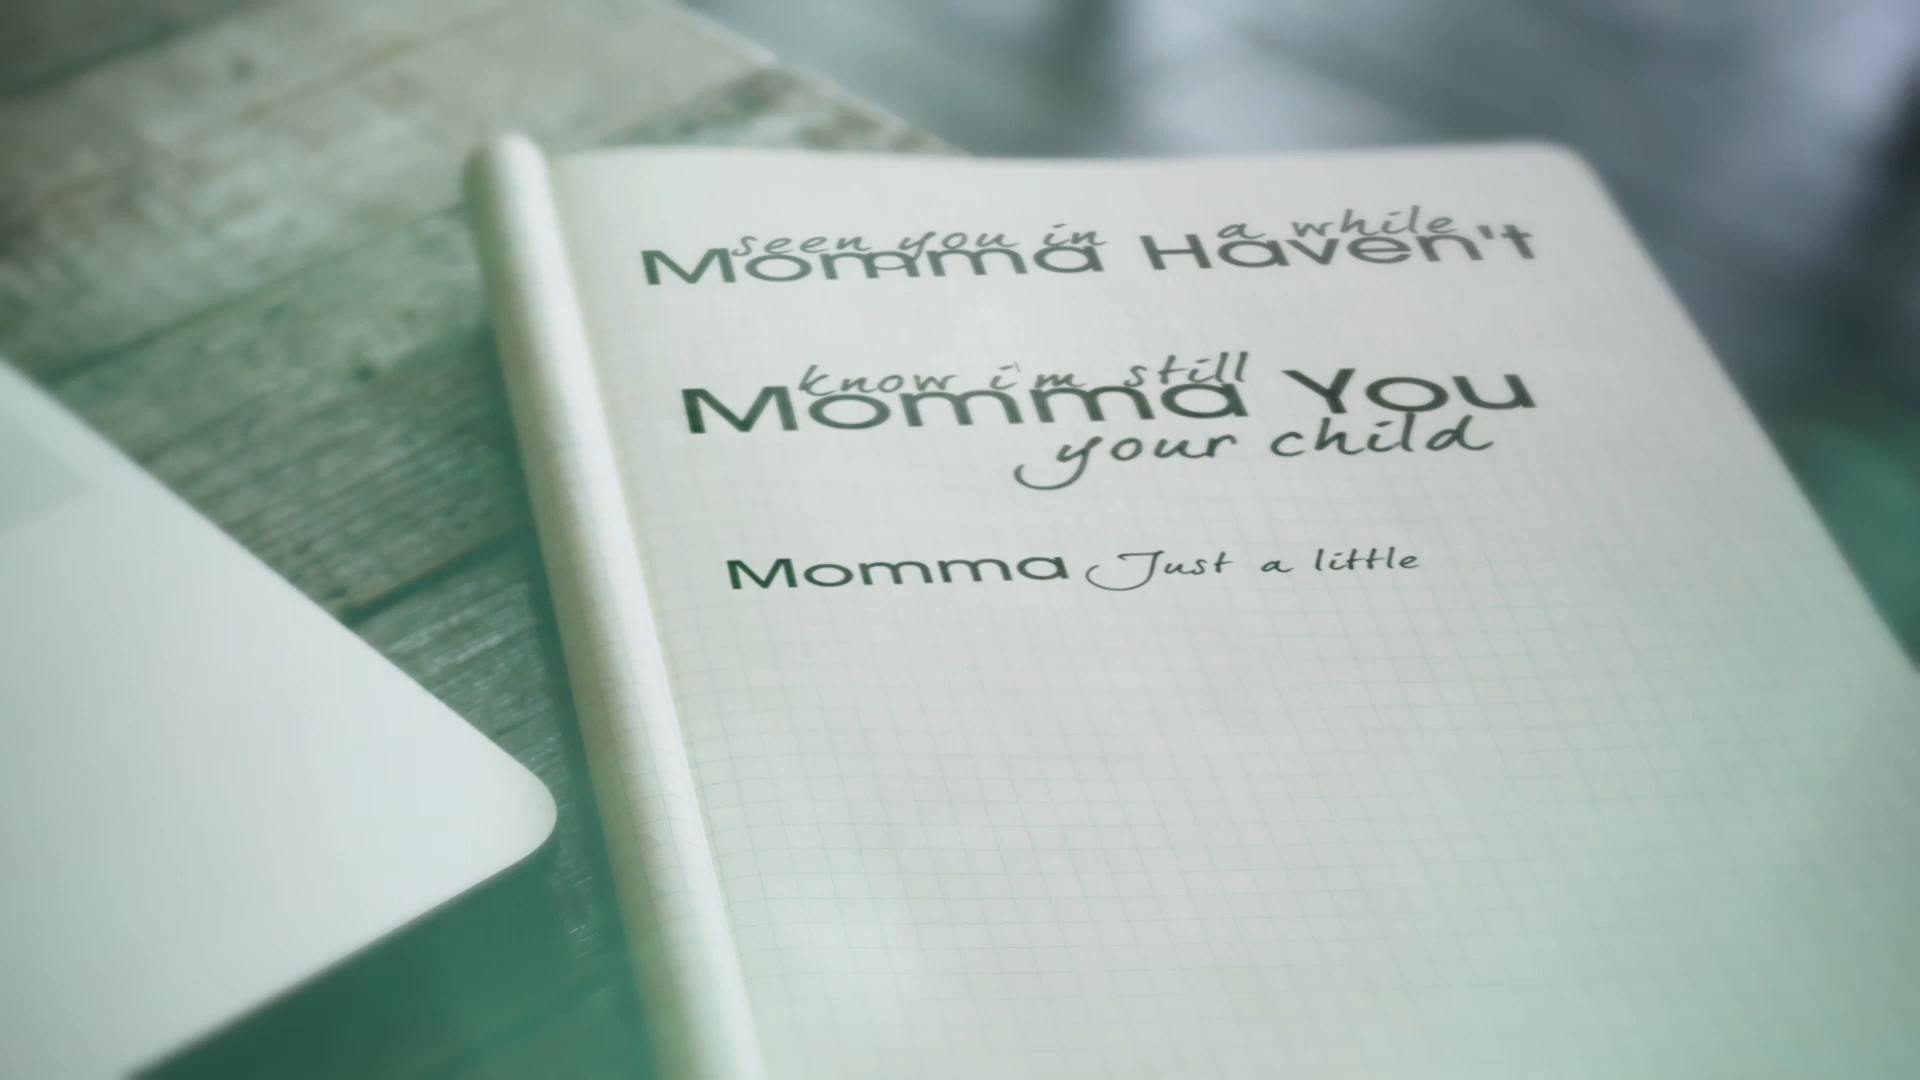 Momma Haven't
seen you in a while
Momma You
know i'm still
your child
Momma Just a little